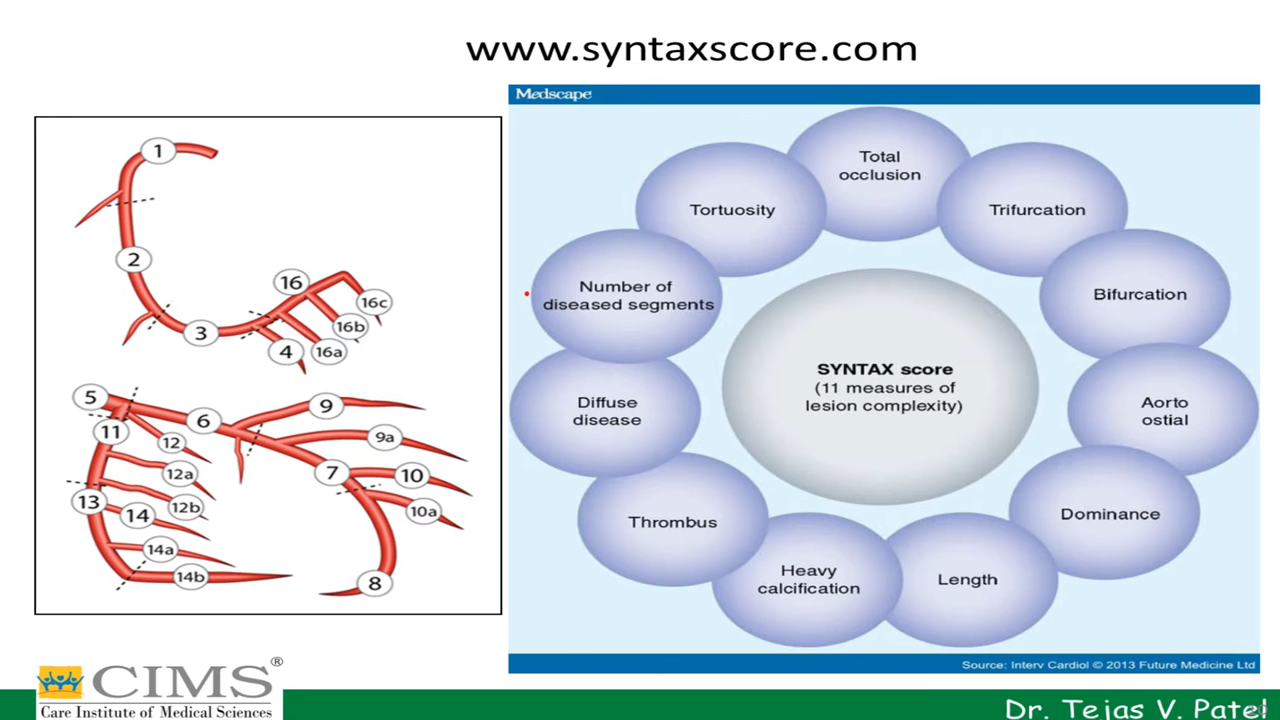 www.syntaxscore.com
1
2
3
4
16
16a
16b
16c
5
6
7
8
9
9a
10
10a
11
12
12a
12b
13
14
14a
14b
Medscape
Total
occlusion
Trifurcation
Bifurcation
Aorto
ostial
Dominance
Length
Heavy
calcification
Thrombus
Diffuse
disease
Number of
diseased segments
Tortuosity
SYNTAX score
(11 measures of
lesion complexity)
Source: Interv Cardiol © 2013 Future Medicine Ltd
CIMS®
Care Institute of Medical Sciences
Dr. Tejas V. Patel